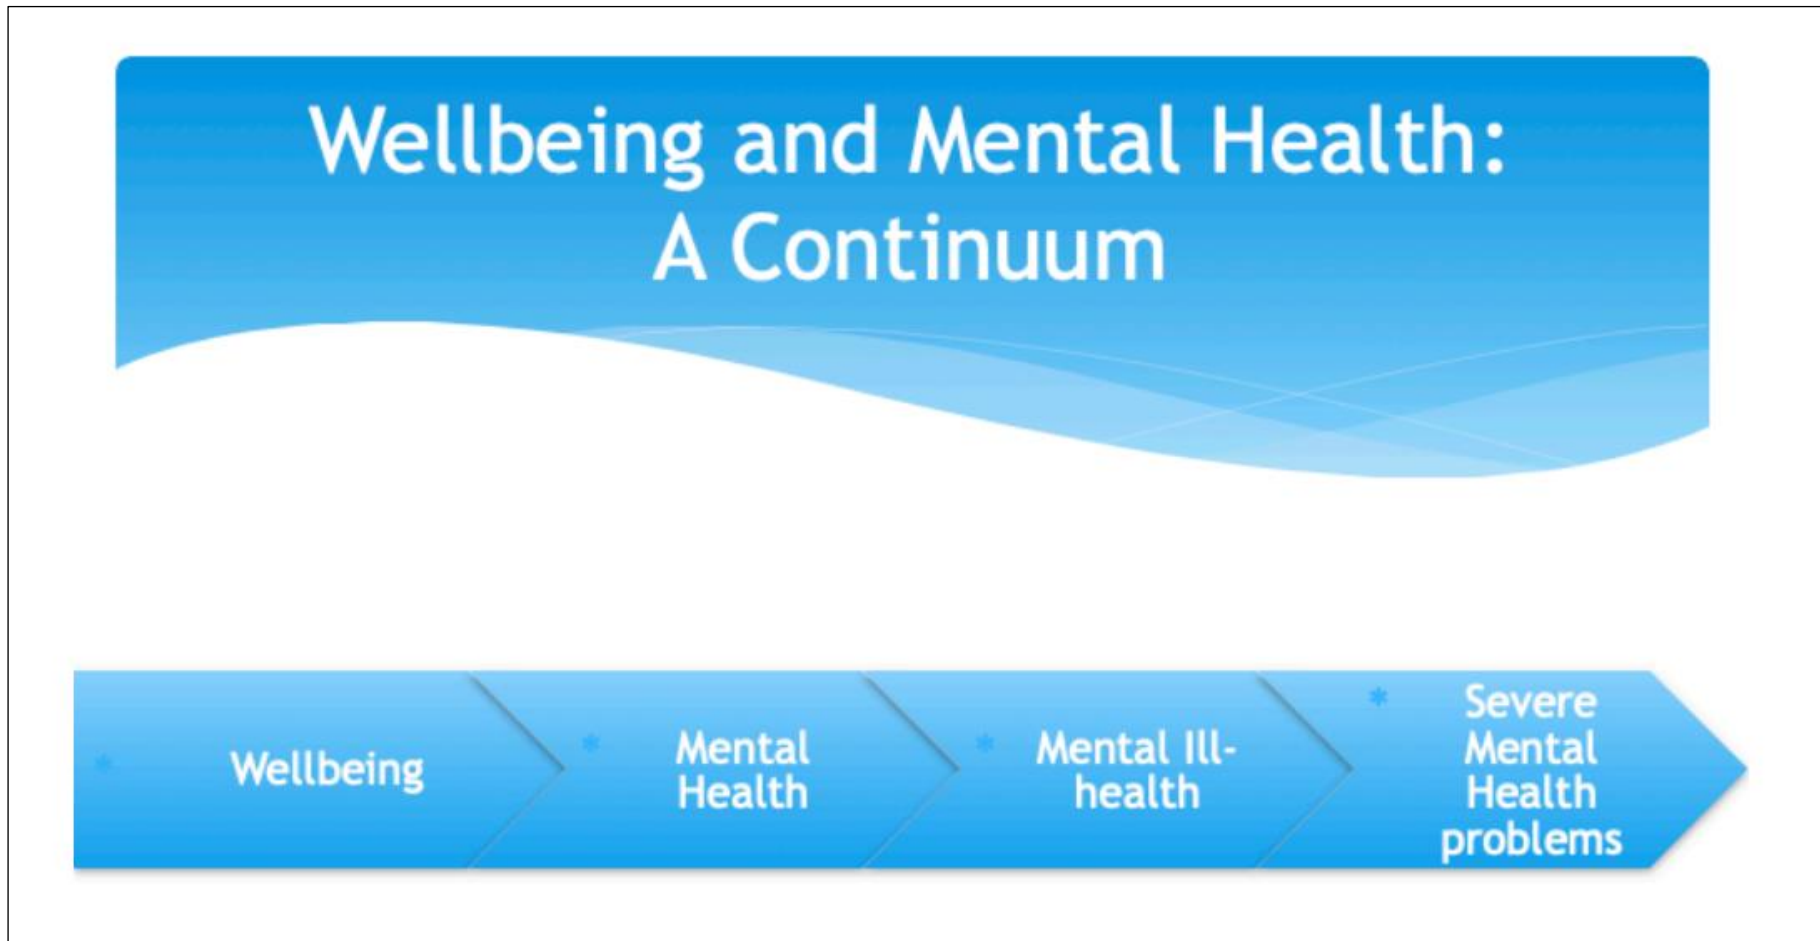 Wellbeing and Mental Health:
A Continuum
* Wellbeing
* Mental
Health
* Mental Ill-
health
* Severe
Mental
Health
problems